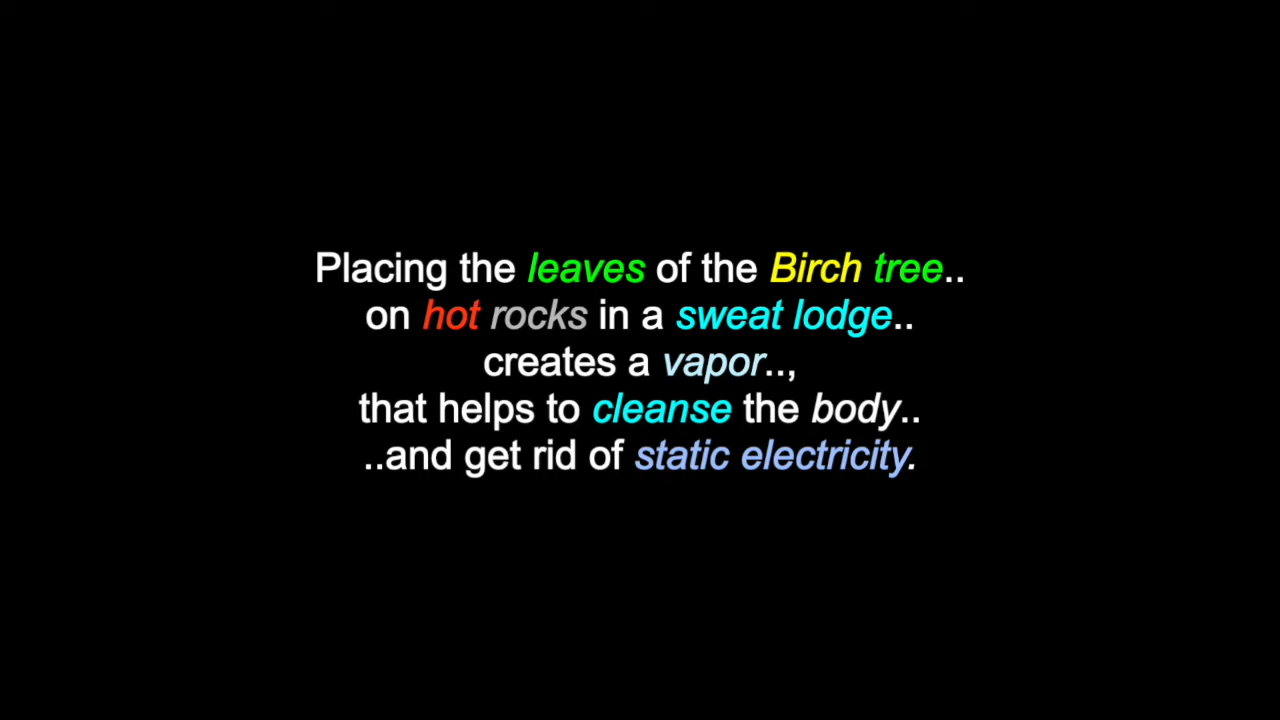 Placing the leaves of the Birch tree..
on hot rocks in a sweat lodge..
creates a vapor..,
that helps to cleanse the body..
..and get rid of static electricity.